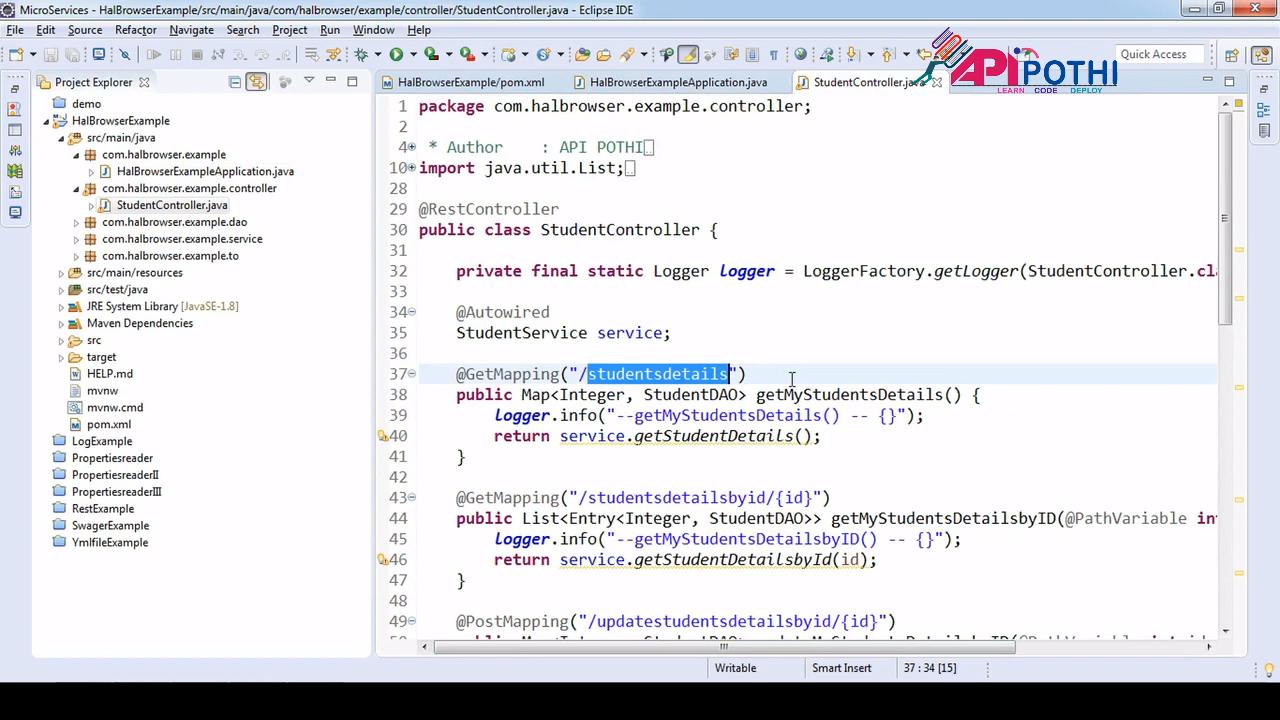 MicroServices - HalBrowserExample/src/main/java/com/halbrowser/example/controller/StudentController.java - Eclipse IDE
File Edit Source Refactor Navigate Search Project Run Window Help
Quick Access
API POTHI
LEARN CODE DEPLOY
Project Explorer
HalBrowserExample/pom.xml
HalBrowserExampleApplication.java
StudentController.java
demo
HalBrowserExample
src/main/java
com.halbrowser.example
HalBrowserExampleApplication.java
com.halbrowser.example.controller
StudentController.java
com.halbrowser.example.dao
com.halbrowser.example.service
com.halbrowser.example.to
src/main/resources
src/test/java
JRE System Library [JavaSE-1.8]
Maven Dependencies
src
target
HELP.md
mvnw
mvnw.cmd
pom.xml
LogExample
Propertiesreader
PropertiesreaderII
PropertiesreaderIII
RestExample
SwagerExample
YmlfileExample
1 package com.halbrowser.example.controller;
2
4 * Author : API POTHI
10 import java.util.List;
28
29 @RestController
30 public class StudentController {
31
32 private final static Logger logger = LoggerFactory.getLogger(StudentController.cla
33
34 @Autowired
35 StudentService service;
36
37 @GetMapping("/studentsdetails")
38 public Map<Integer, StudentDAO> getMyStudentsDetails() {
39 logger.info("--getMyStudentsDetails() -- {}");
40 return service.getStudentDetails();
41 }
42
43 @GetMapping("/studentsdetailsbyid/{id}")
44 public List<Entry<Integer, StudentDAO>> getMyStudentsDetailsbyID(@PathVariable int
45 logger.info("--getMyStudentsDetailsbyID() -- {}");
46 return service.getStudentDetailsbyId(id);
47 }
48
49 @PostMapping("/updatestudentsdetailsbyid/{id}")
Writable Smart Insert 37 : 34 [15]